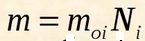 m = m_{oi} N_i